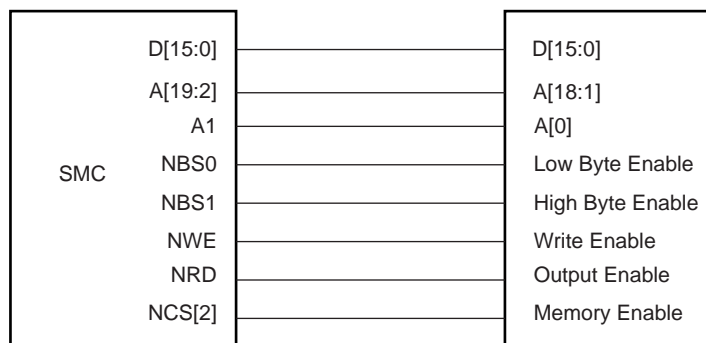 D[15:0] D[15:0]
A[19:2] A[18:1]
A1 A[0]
NBS0 Low Byte Enable
SMC
NBS1 High Byte Enable
NWE Write Enable
NRD Output Enable
NCS[2] Memory Enable